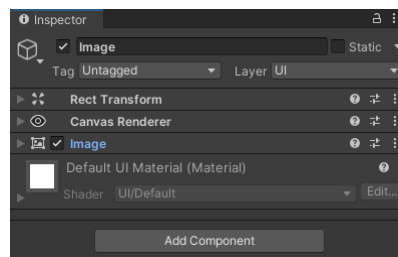 Inspector
Image Static
Tag Untagged Layer UI
Rect Transform
Canvas Renderer
Image
Default UI Material (Material)
Shader UI/Default Edit...
Add Component